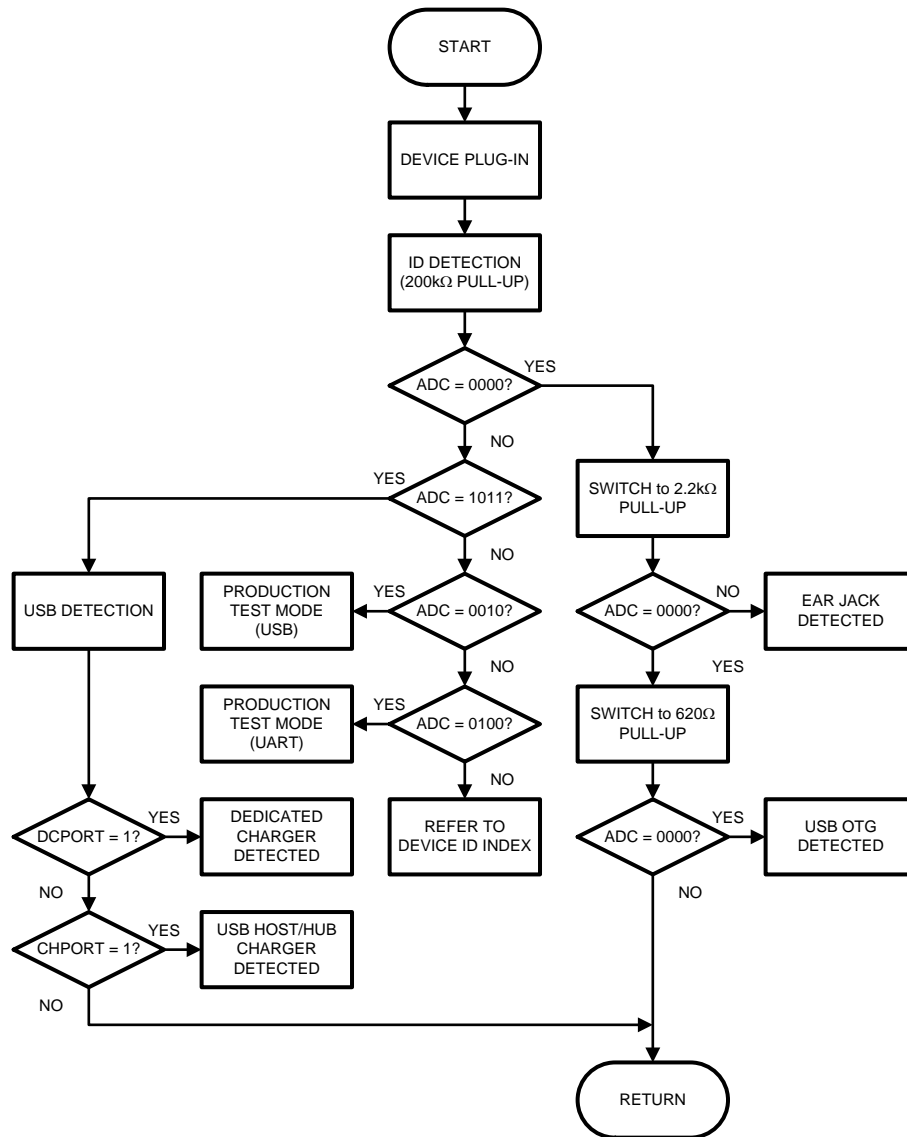 START
DEVICE PLUG-IN
ID DETECTION
(200kΩ PULL-UP)
ADC = 0000?
YES
NO
ADC = 1011?
YES
NO
SWITCH to 2.2kΩ
PULL-UP
USB DETECTION
PRODUCTION
TEST MODE
(USB)
YES
ADC = 0010?
NO
ADC = 0000?
NO
EAR JACK
DETECTED
YES
PRODUCTION
TEST MODE
(UART)
YES
ADC = 0100?
NO
SWITCH to 620Ω
PULL-UP
DCPORT = 1?
YES
DEDICATED
CHARGER
DETECTED
NO
REFER TO
DEVICE ID INDEX
ADC = 0000?
YES
USB OTG
DETECTED
NO
CHPORT = 1?
YES
USB HOST/HUB
CHARGER
DETECTED
NO
RETURN